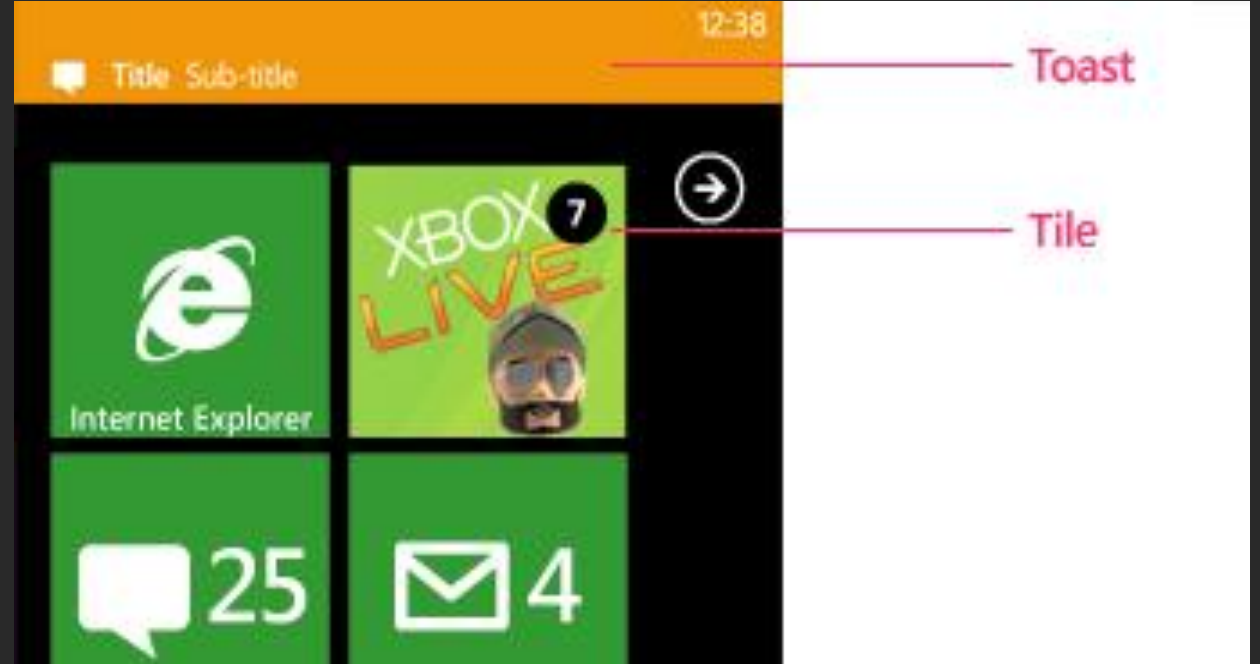 12:38
Title Sub-title
Toast
XBOX
7
LIVE
Tile
Internet Explorer
25
4